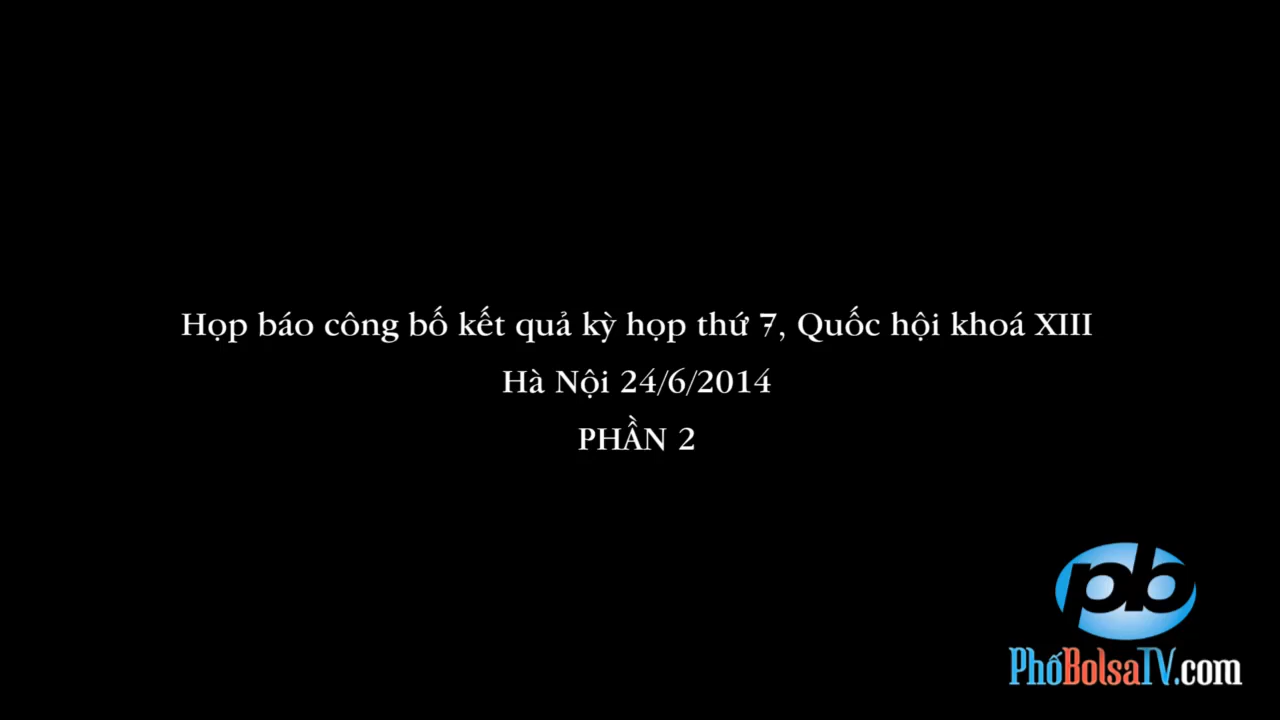 Họp báo công bố kết quả kỳ họp thứ 7, Quốc hội khoá XIII
Hà Nội 24/6/2014
PHẦN 2
pb
PhốBolsaTV.com